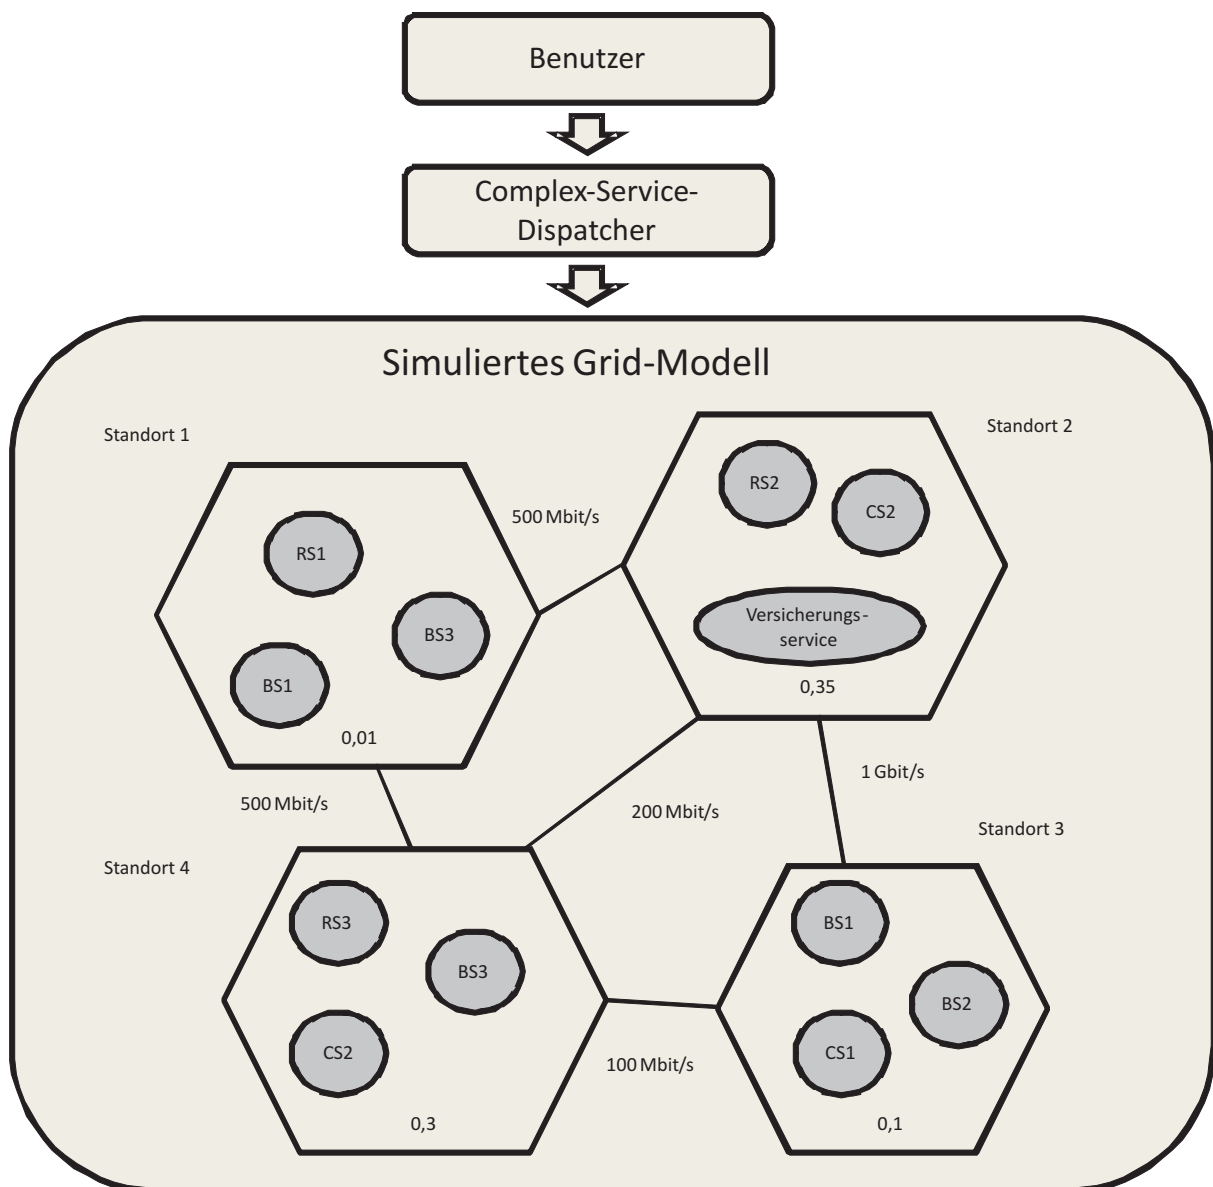 Benutzer
Complex-Service-
Dispatcher
Simuliertes Grid-Modell
Standort 1
Standort 2
RS2
CS2
500 Mbit/s
RS1
BS3
BS1
Versicherungs-
service
0,35
0,01
500 Mbit/s
200 Mbit/s
1 Gbit/s
Standort 3
Standort 4
RS3
BS3
CS2
0,3
100 Mbit/s
BS1
BS2
CS1
0,1